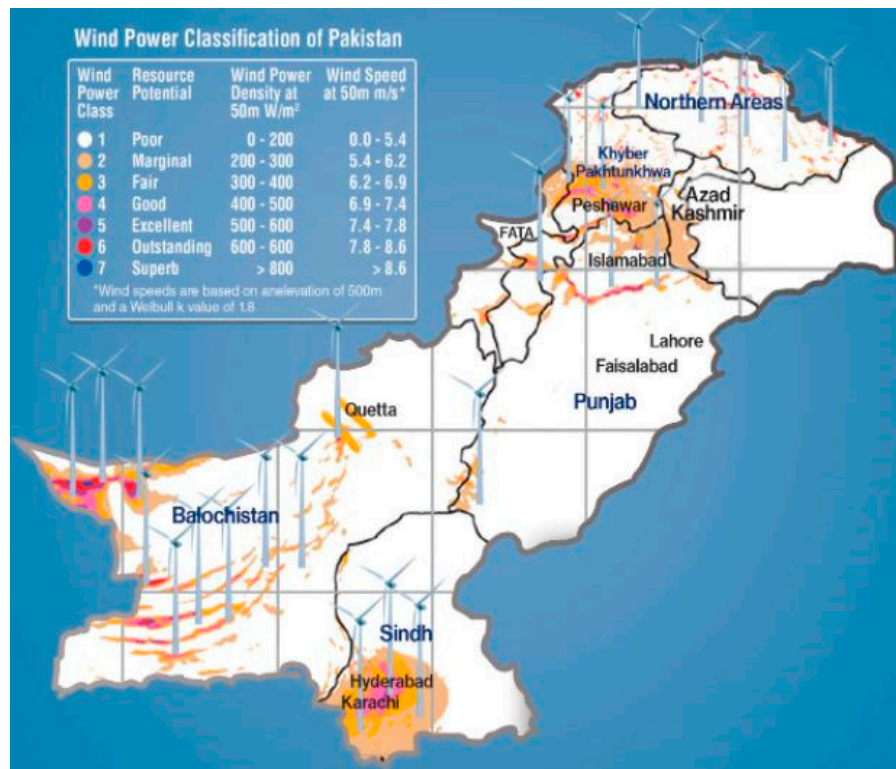 Wind Power Classification of Pakistan
Wind Power Class Resource Potential Wind Power Density at 50m W/m² Wind Speed at 50m m/s*
1 Poor 0 - 200 0.0 - 5.4
2 Marginal 200 - 300 5.4 - 6.2
3 Fair 300 - 400 6.2 - 6.9
4 Good 400 - 500 6.9 - 7.4
5 Excellent 500 - 600 7.4 - 7.8
6 Outstanding 600 - 600 7.8 - 8.6
7 Superb > 800 > 8.6
*Wind speeds are based on anelevation of 500m
and a Welbull k value of 1.8
Northern Areas
Khyber
Pakhtunkhwa
Peshawar
Azad
Kashmir
FATA
Islamabad
Lahore
Faisalabad
Punjab
Quetta
Balochistan
Sindh
Hyderabad
Karachi